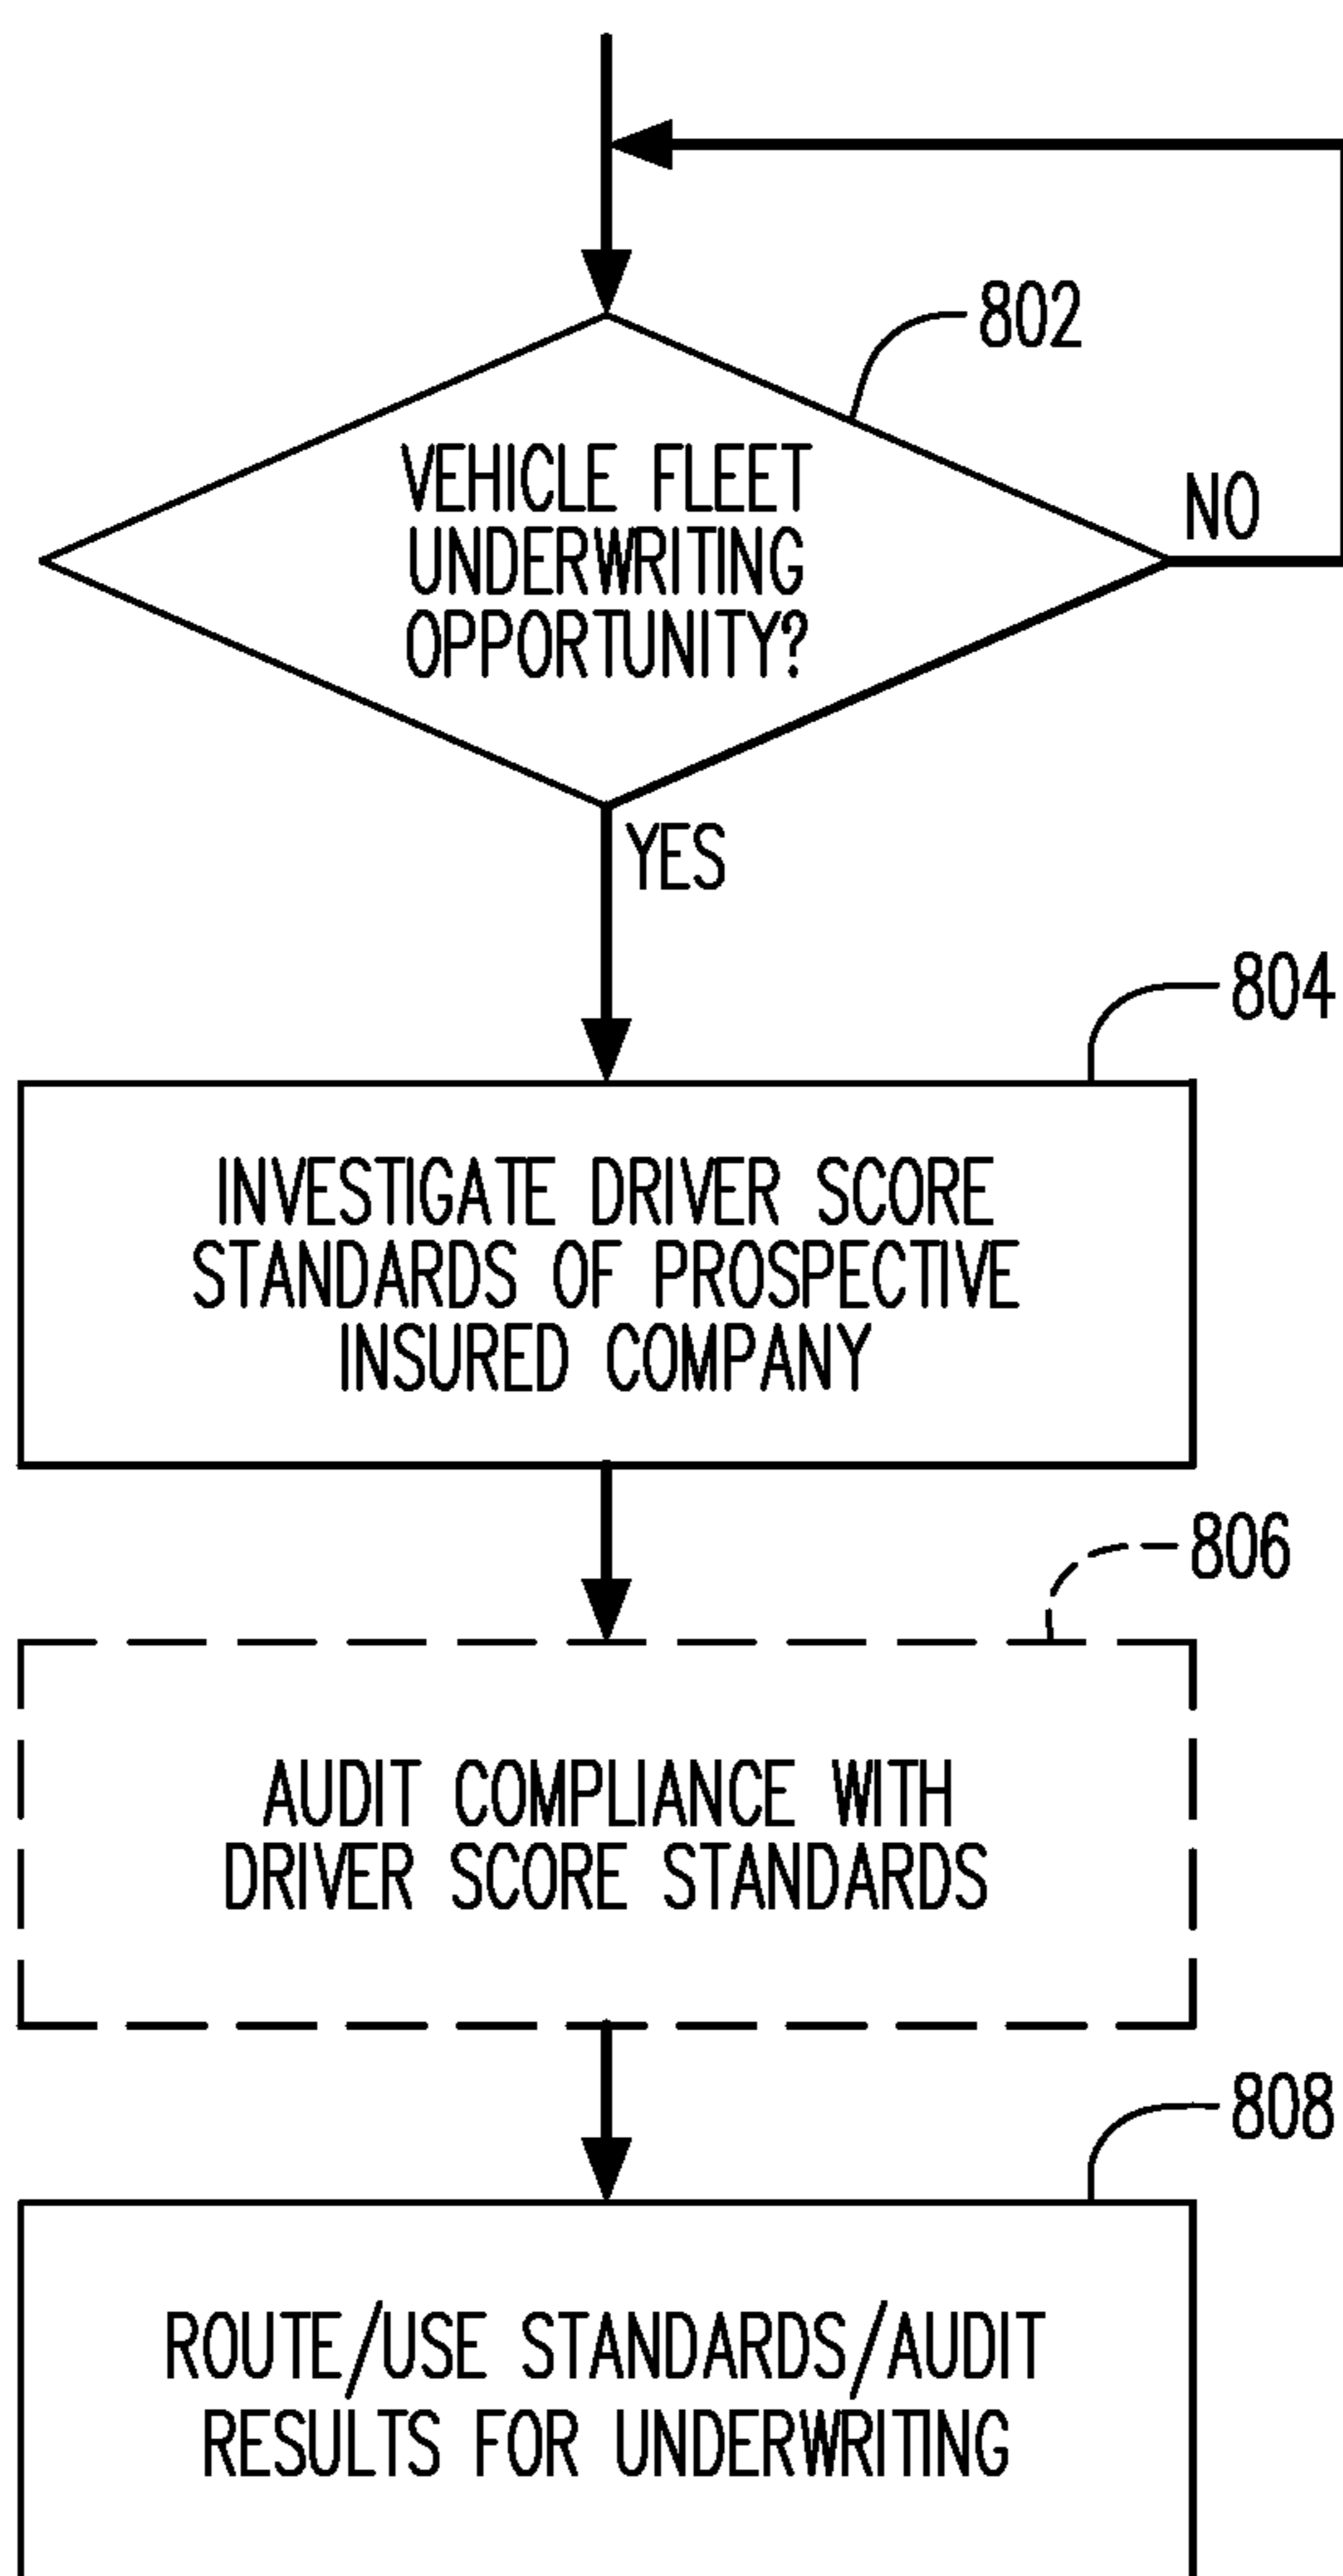 802
VEHICLE FLEET
UNDERWRITING
OPPORTUNITY?
NO
YES
804
INVESTIGATE DRIVER SCORE
STANDARDS OF PROSPECTIVE
INSURED COMPANY
806
AUDIT COMPLIANCE WITH
DRIVER SCORE STANDARDS
808
ROUTE/USE STANDARDS/AUDIT
RESULTS FOR UNDERWRITING